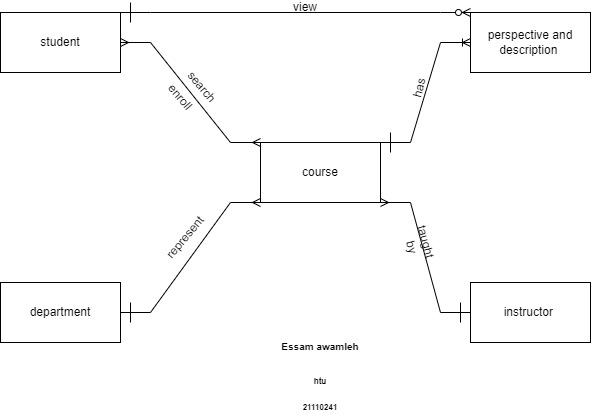 view
student
perspective and
description
search
enroll
has
course
represent
taught
by
department
instructor
Essam awamleh
htu
21110241